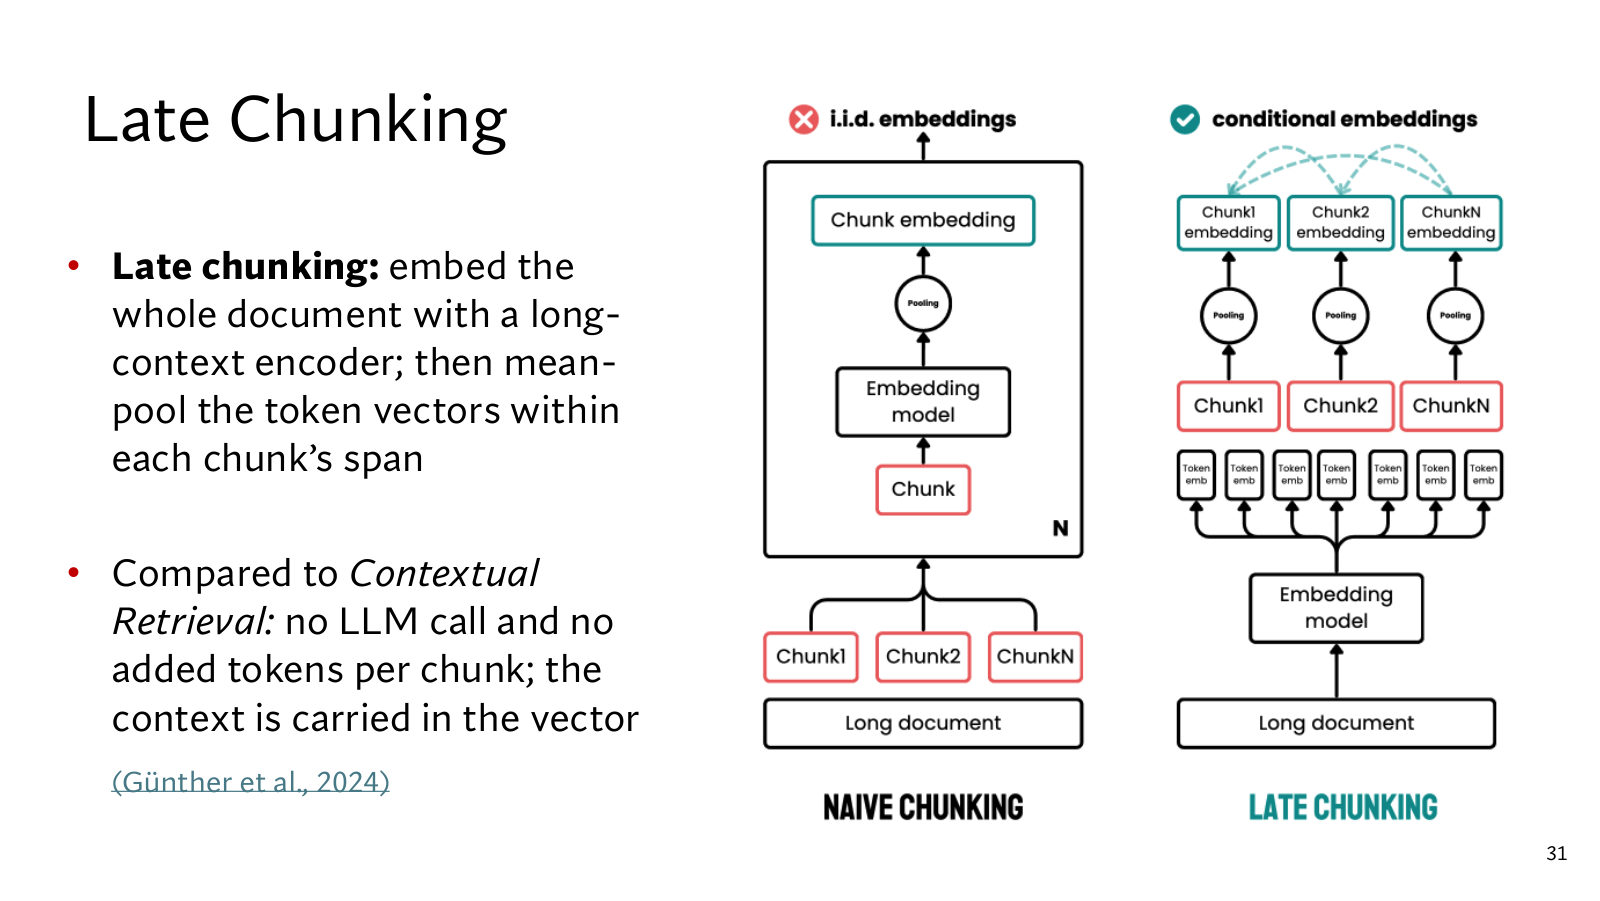 Late Chunking
• Late chunking: embed the
whole document with a long-
context encoder; then mean-
pool the token vectors within
each chunk’s span
• Compared to Contextual
Retrieval: no LLM call and no
added tokens per chunk; the
context is carried in the vector
(Günther et al., 2024)
i.i.d. embeddings
Chunk embedding
Pooling
Embedding
model
Chunk
N
Chunk1 Chunk2 ChunkN
Long document
NAIVE CHUNKING
conditional embeddings
Chunk1 Chunk2 ChunkN
embedding embedding embedding
Pooling Pooling Pooling
Chunk1 Chunk2 ChunkN
Token Token Token Token Token Token Token
emb emb emb emb emb emb emb
Embedding
model
Long document
LATE CHUNKING
31